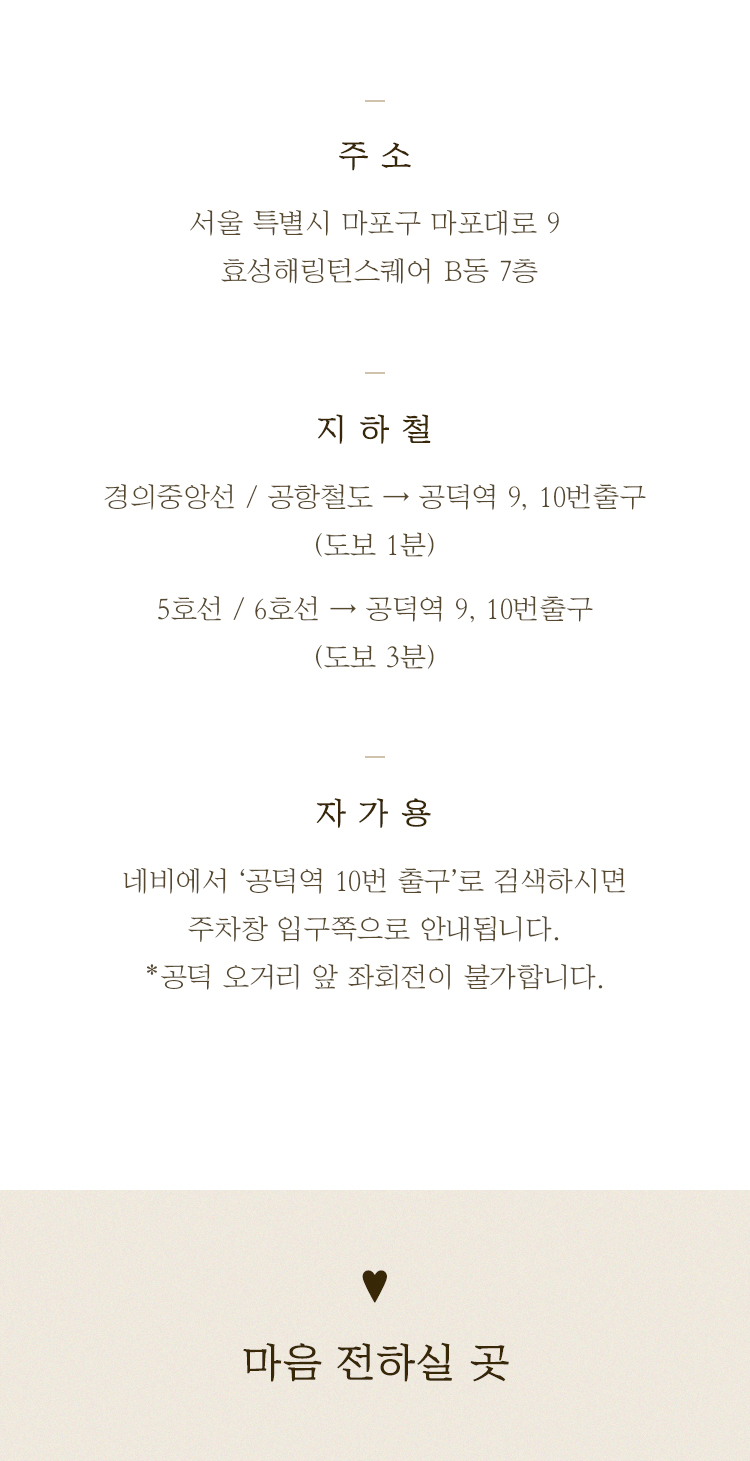 주 소
서울 특별시 마포구 마포대로 9
효성해링턴스퀘어 B동 7층
지 하 철
경의중앙선 / 공항철도 → 공덕역 9, 10번출구
(도보 1분)
5호선 / 6호선 → 공덕역 9, 10번출구
(도보 3분)
자 가 용
네비에서 ‘공덕역 10번 출구’로 검색하시면
주차창 입구쪽으로 안내됩니다.
*공덕 오거리 앞 좌회전이 불가합니다.
♥
마음 전하실 곳